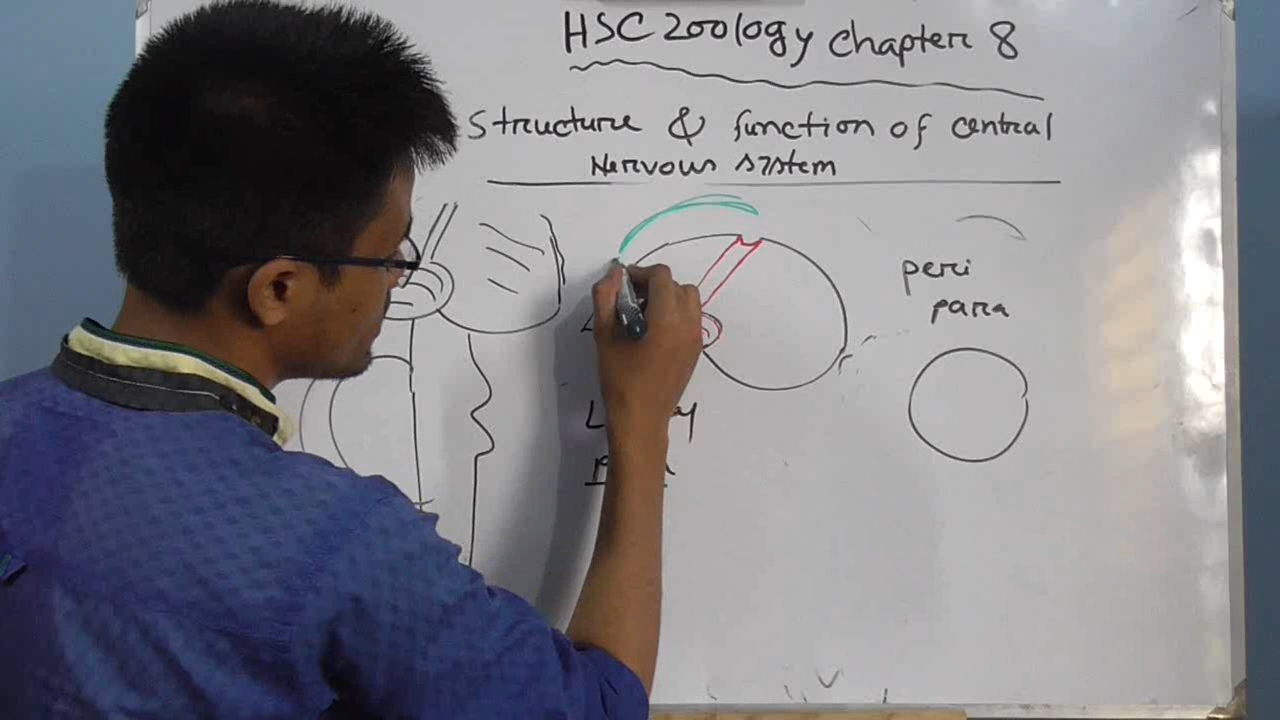 HSC Zoology chapter 8
Structure & function of central
Nervous system
peri
para